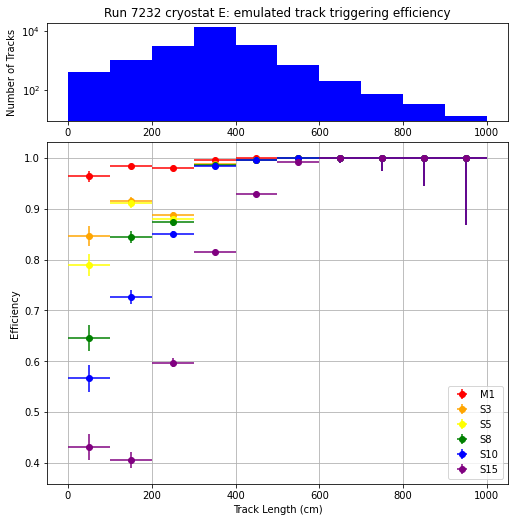 Run 7232 cryostat E: emulated track triggering efficiency
Number of Tracks
10⁴
10²
0 200 400 600 800 1000
Efficiency
1.0
0.9
0.8
0.7
0.6
0.5
0.4
M1
S3
S5
S8
S10
S15
0 200 400 600 800 1000
Track Length (cm)